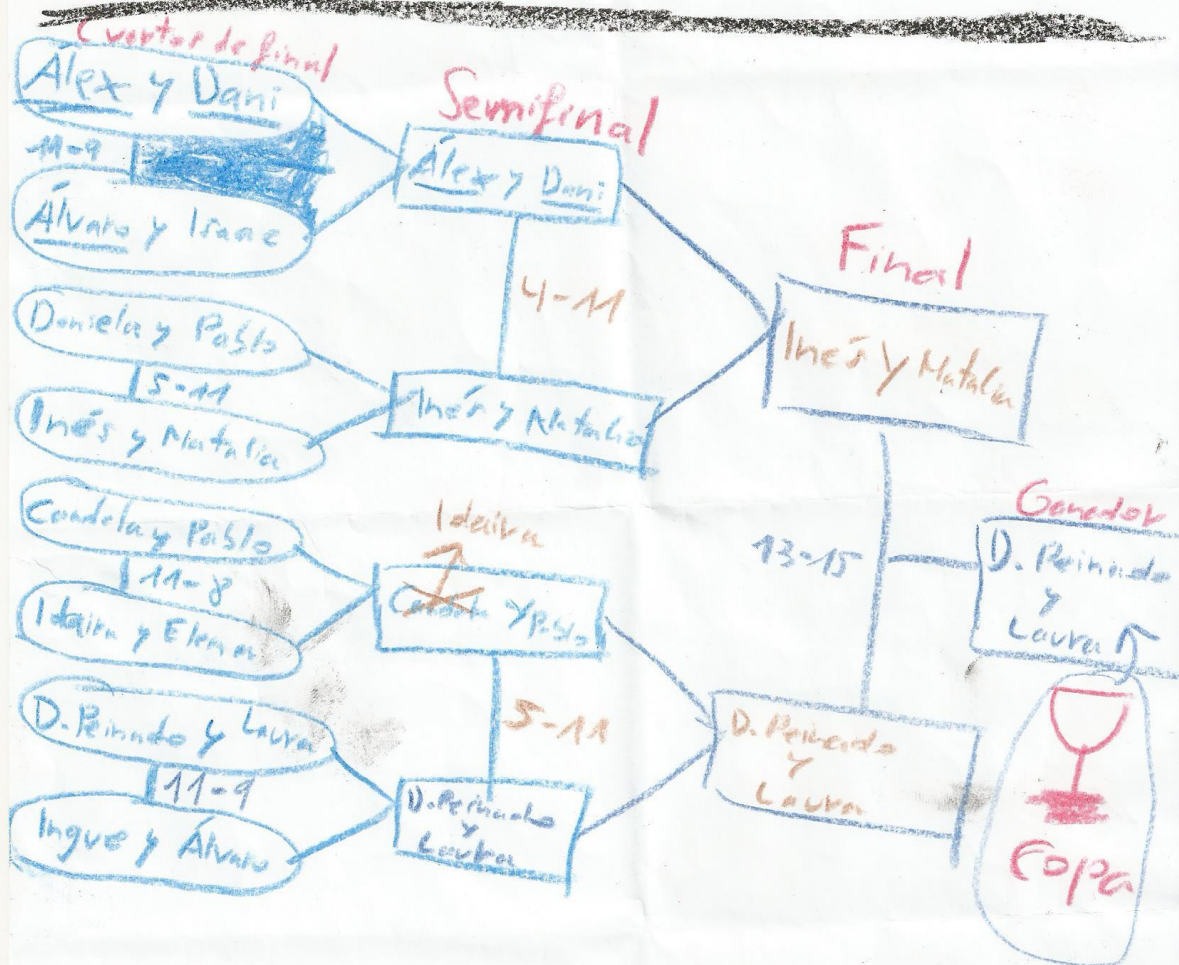 Cuartos de final
Álex y Dani
11-9
Álvaro y Isaac
Daniela y Pablo
5-11
Inés y Natalia
Candela y Pablo
11-8
Idaira y Elena
D. Peinado y Laura
11-9
Ingue y Álvaro
Semifinal
Álex y Dani
4-11
Inés y Natalia
Idaira
Candela y Pablo
5-11
D. Peinado
y
Laura
Final
Inés y Natalia
13-15
D. Peinado
y
Laura
Ganador
D. Peinado
y
Laura
Copa